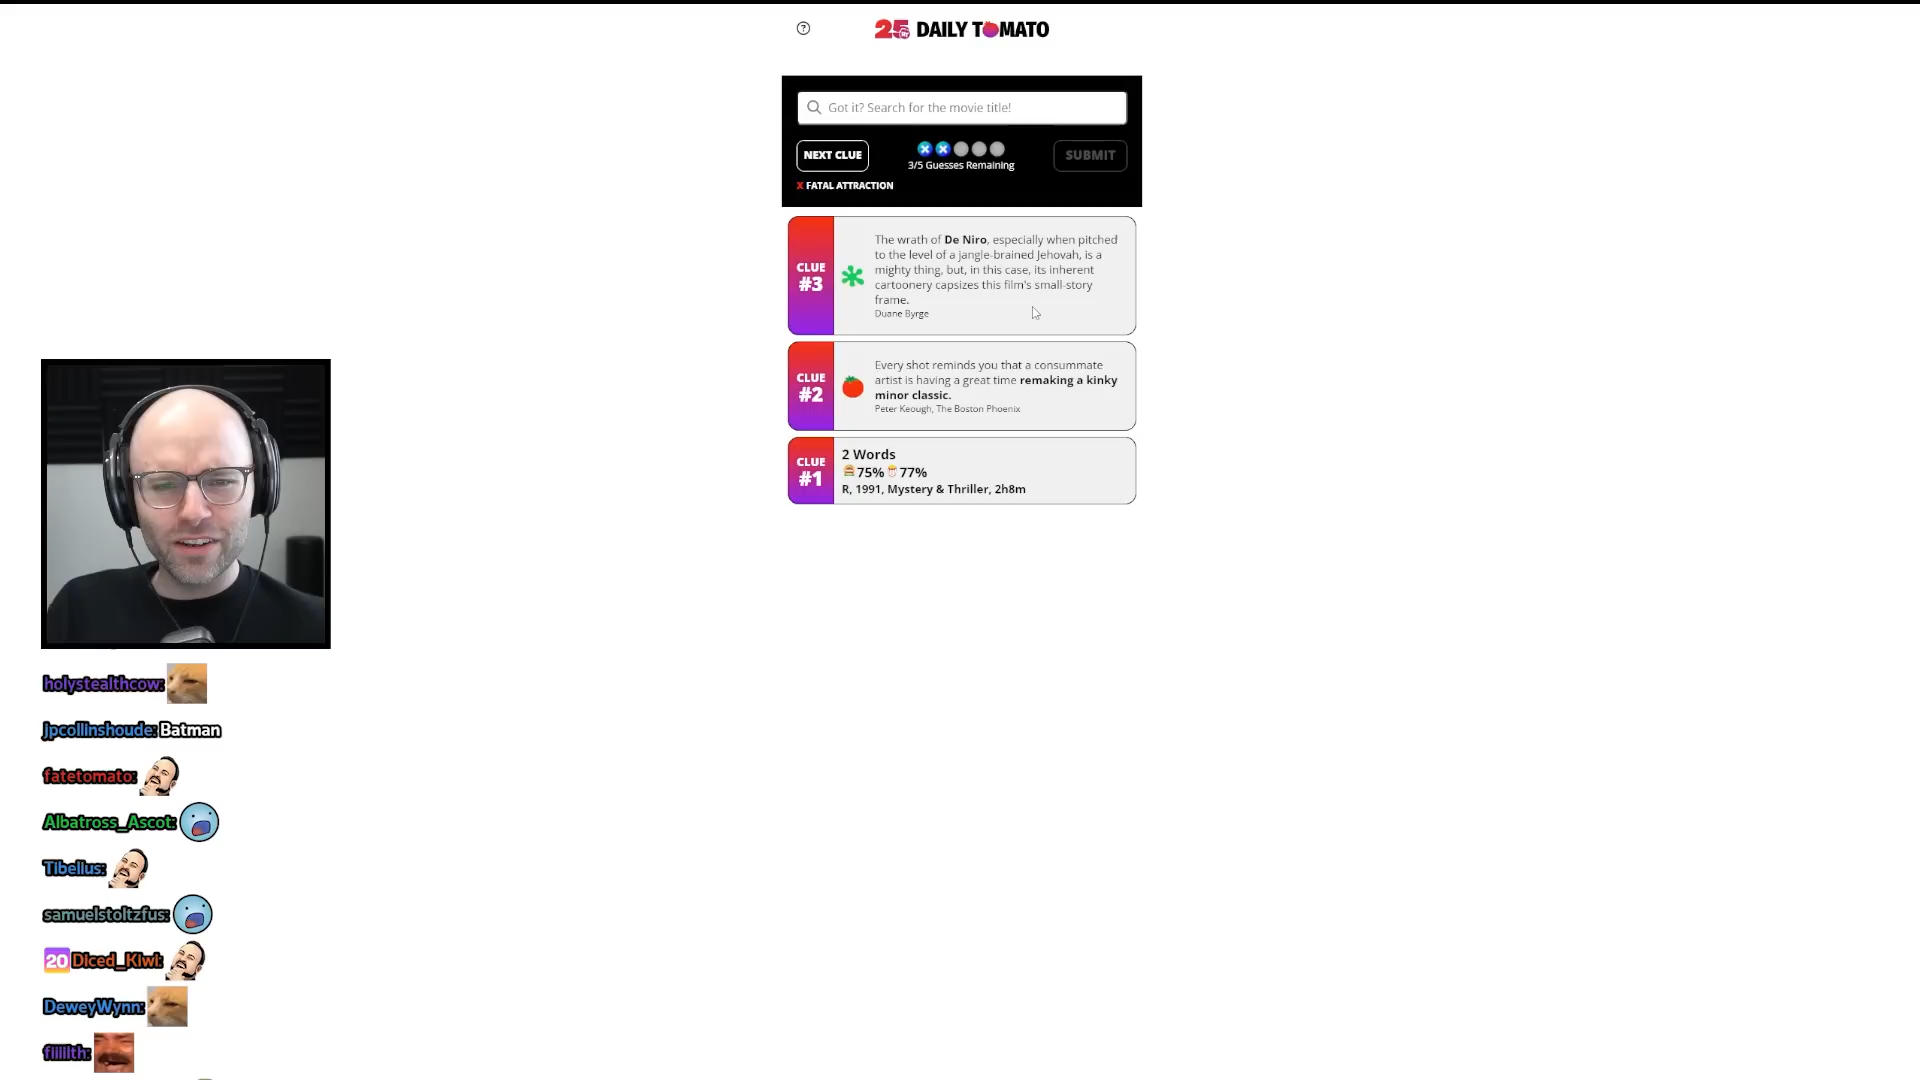 25 DAILY TOMATO
Got it? Search for the movie title!
NEXT CLUE
3/5 Guesses Remaining
SUBMIT
X FATAL ATTRACTION
CLUE #3
The wrath of De Niro, especially when pitched
to the level of a jangle-brained Jehovah, is a
mighty thing, but, in this case, its inherent
cartoonery capsizes this film's small-story
frame.
Duane Byrge
CLUE #2
Every shot reminds you that a consummate
artist is having a great time remaking a kinky
minor classic.
Peter Keough, The Boston Phoenix
CLUE #1
2 Words
75% 77%
R, 1991, Mystery & Thriller, 2h8m
holystealthcow:
jpcollinshoude: Batman
fatetomato:
Albatross_Ascot:
Tibelius:
samuelstoltzfus:
20 Diced_Kiwi:
DeweyWynn: